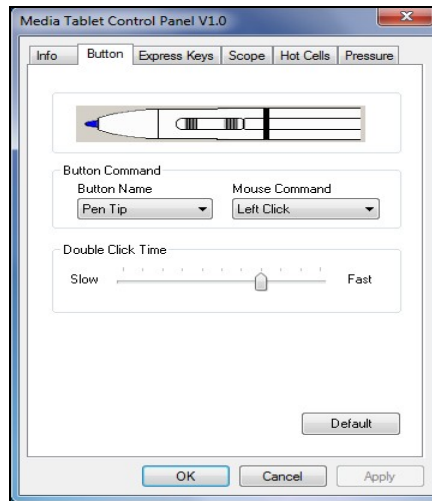 Media Tablet Control Panel V1.0
Info Button Express Keys Scope Hot Cells Pressure
Button Command
Button Name Mouse Command
Pen Tip Left Click
Double Click Time
Slow Fast
Default
OK Cancel Apply